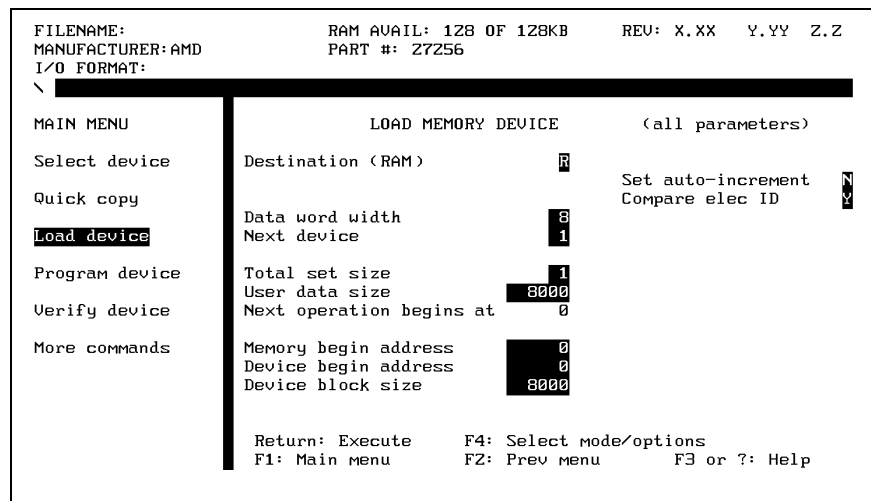 FILENAME: RAM AVAIL: 128 OF 128KB REV: X.XX Y.YY Z.Z
MANUFACTURER:AMD PART #: 27256
I/O FORMAT:
\
MAIN MENU
Select device
Quick copy
Load device
Program device
Verify device
More commands
LOAD MEMORY DEVICE (all parameters)
Destination (RAM) R
Data word width 8
Next device 1
Total set size 1
User data size 8000
Next operation begins at 0
Memory begin address 0
Device begin address 0
Device block size 8000
Set auto-increment N
Compare elec ID Y
Return: Execute F4: Select mode/options
F1: Main menu F2: Prev menu F3 or ?: Help